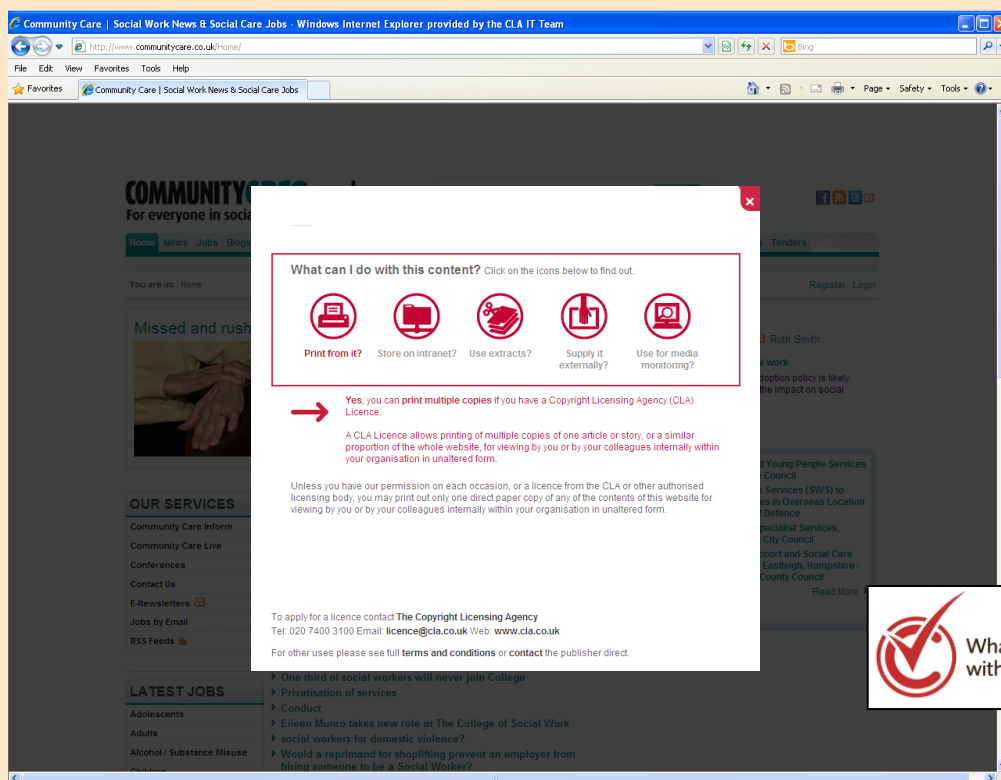 Community Care | Social Work News & Social Care Jobs - Windows Internet Explorer provided by the CLA IT Team
http://www.communitycare.co.uk/Home/
Bing
File Edit View Favorites Tools Help
Favorites
Community Care | Social Work News & Social Care Jobs
Page Safety Tools
COMMUNITY
For everyone in socia
Home News Jobs Blogs
Tenders
You are in: Home
Register Login
Missed and rush
Ruth Smith
l work
doption policy is likely
the impact on social
What can I do with this content? Click on the icons below to find out.
Print from it?
Store on intranet?
Use extracts?
Supply it
externally?
Use for media
monitoring?
Yes, you can print multiple copies if you have a Copyright Licensing Agency (CLA)
Licence.
A CLA Licence allows printing of multiple copies of one article or story, or a similar
proportion of the whole website, for viewing by you or by your colleagues internally within
your organisation in unaltered form.
Unless you have our permission on each occasion, or a licence from the CLA or other authorised
licensing body, you may print out only one direct paper copy of any of the contents of this website for
viewing by you or by your colleagues internally within your organisation in unaltered form.
To apply for a licence contact The Copyright Licensing Agency
Tel: 020 7400 3100 Email: licence@cla.co.uk Web: www.cla.co.uk
For other uses please see full terms and conditions or contact the publisher direct.
d Young People Services
Council
Services (SWS) to
es in Overseas Location
Defence
pecialist Services,
City Council
pport and Social Care
Eastleigh, Hampshire -
County Council
Read More
OUR SERVICES
Community Care Inform
Community Care Live
Conferences
Contact Us
E-Newsletters
Jobs by Email
RSS Feeds
Wha
with
LATEST JOBS
Adolescents
Adults
Alcohol / Substance Misuse
Children
One third of social workers will never join College
Privatisation of services
Conduct
Eileen Munro takes new role at The College of Social Work
social workers for domestic violence?
Would a reprimand for shoplifting prevent an employer from
hiring someone to be a Social Worker?